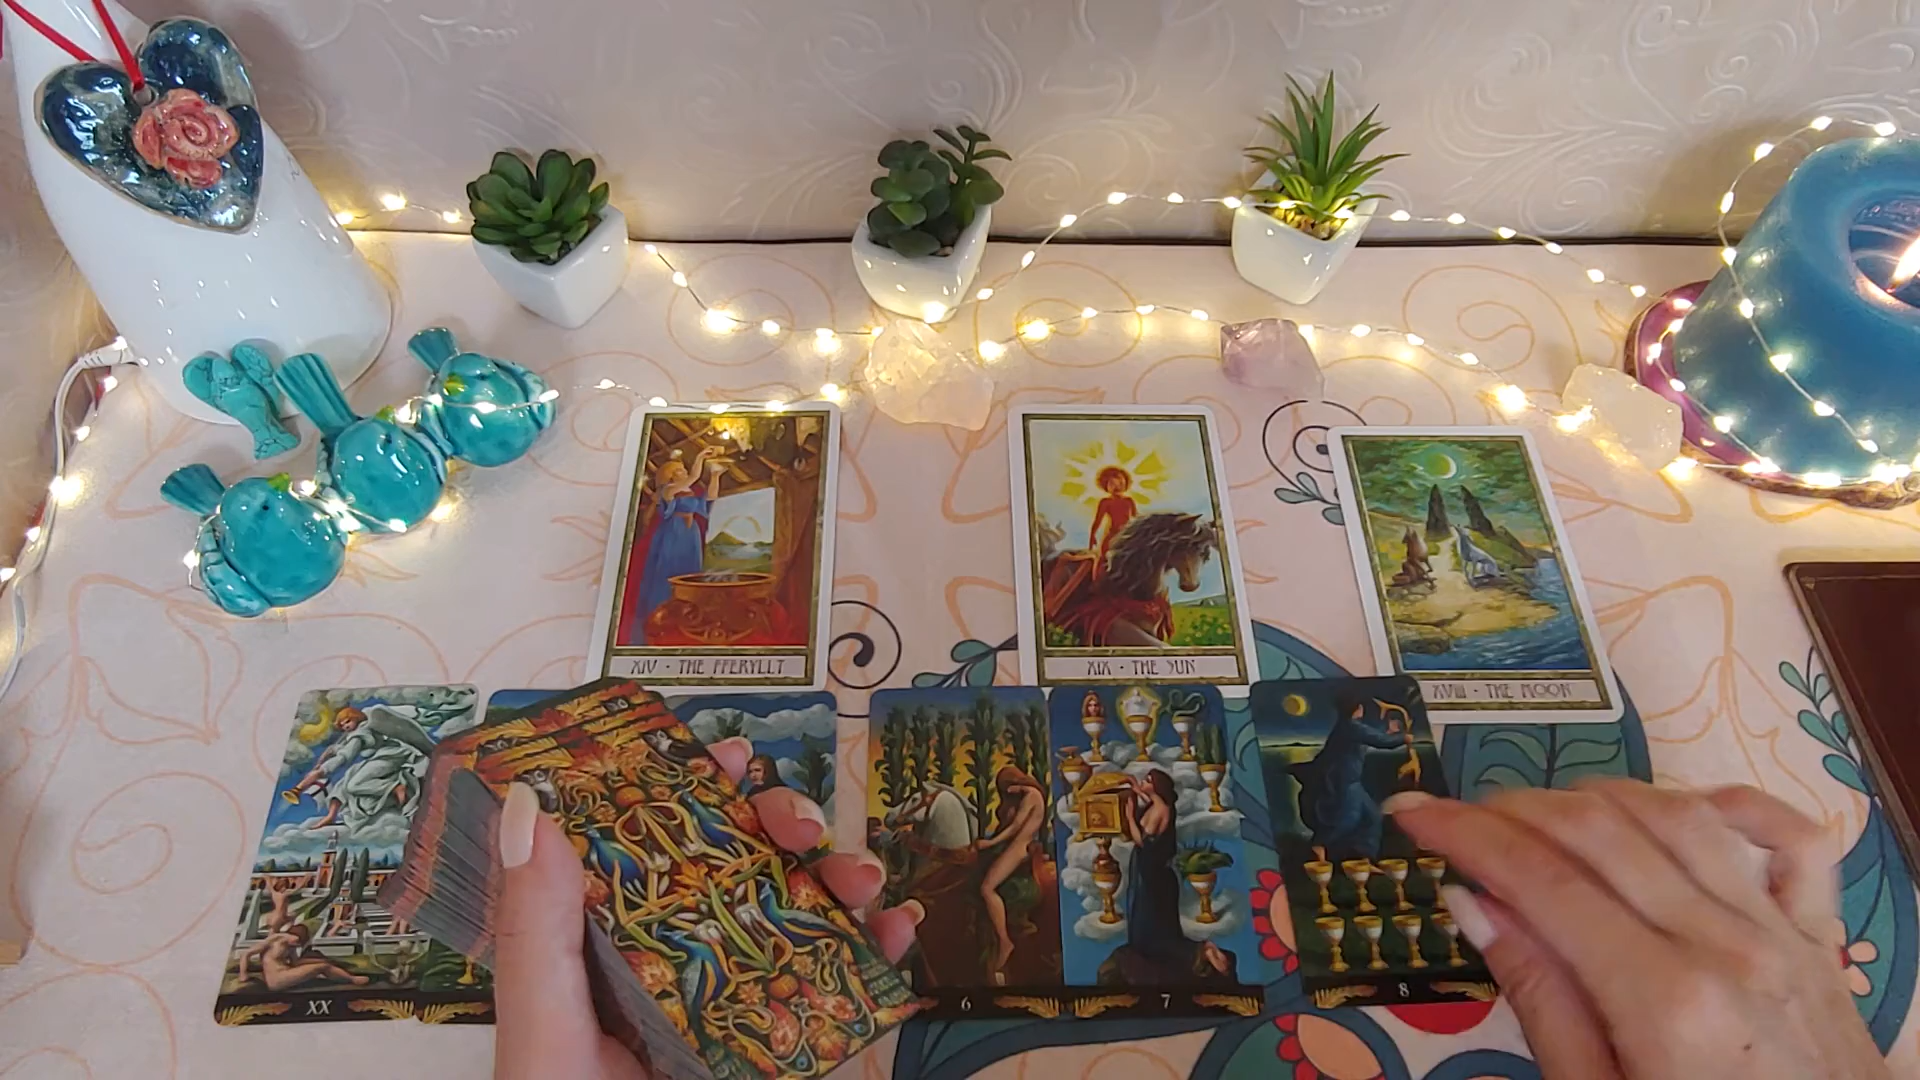 XIV • THE FFERYLLT
XIX • THE SUN
XVIII • THE MOON
XX
6
7
8